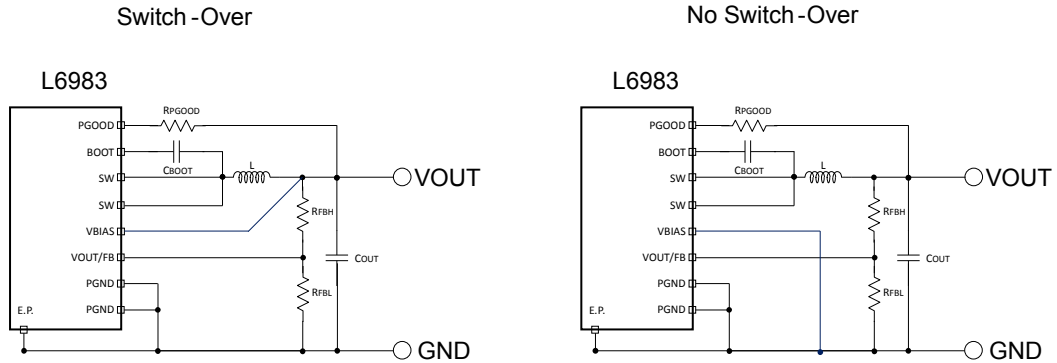 Switch-Over
L6983
PGOOD
RPGOOD
BOOT
CBOOT
SW
L
VOUT
SW
RFBH
VBIAS
VOUT/FB
COUT
PGND
RFBL
PGND
E.P.
GND
No Switch-Over
L6983
PGOOD
RPGOOD
BOOT
CBOOT
SW
L
VOUT
SW
RFBH
VBIAS
VOUT/FB
COUT
PGND
RFBL
PGND
E.P.
GND